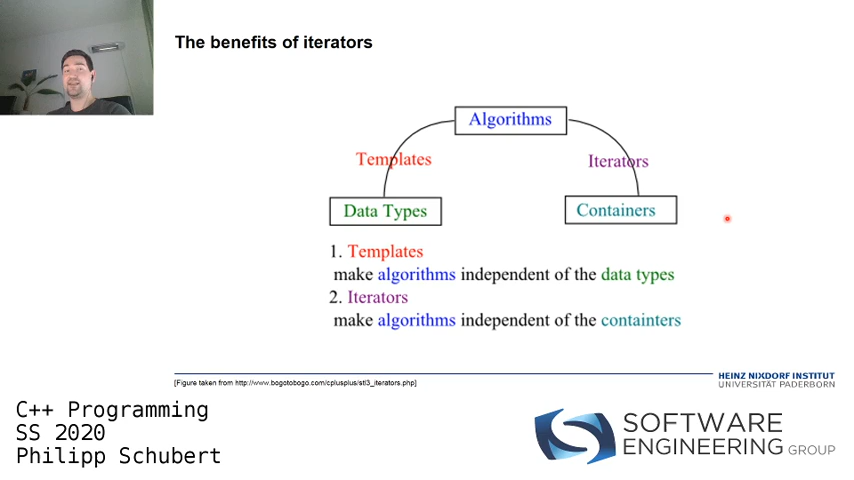 The benefits of iterators
Algorithms
Templates
Iterators
Data Types
Containers
1. Templates
make algorithms independent of the data types
2. Iterators
make algorithms independent of the containters
[Figure taken from http://www.bogotobogo.com/cplusplus/stl3_iterators.php]
HEINZ NIXDORF INSTITUT
UNIVERSITÄT PADERBORN
C++ Programming
SS 2020
Philipp Schubert
SOFTWARE
ENGINEERING GROUP